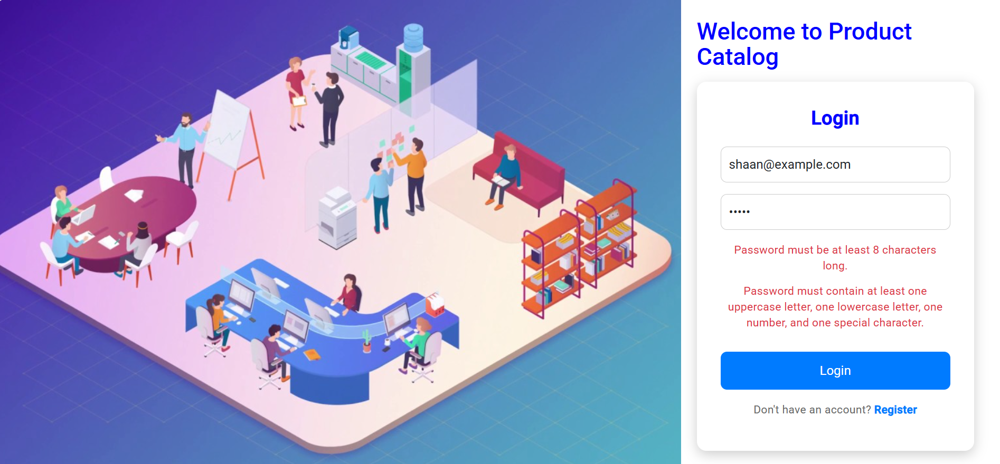 Welcome to Product
Catalog
Login
shaan@example.com
•••••
Password must be at least 8 characters
long.
Password must contain at least one
uppercase letter, one lowercase letter, one
number, and one special character.
Login
Don't have an account? Register